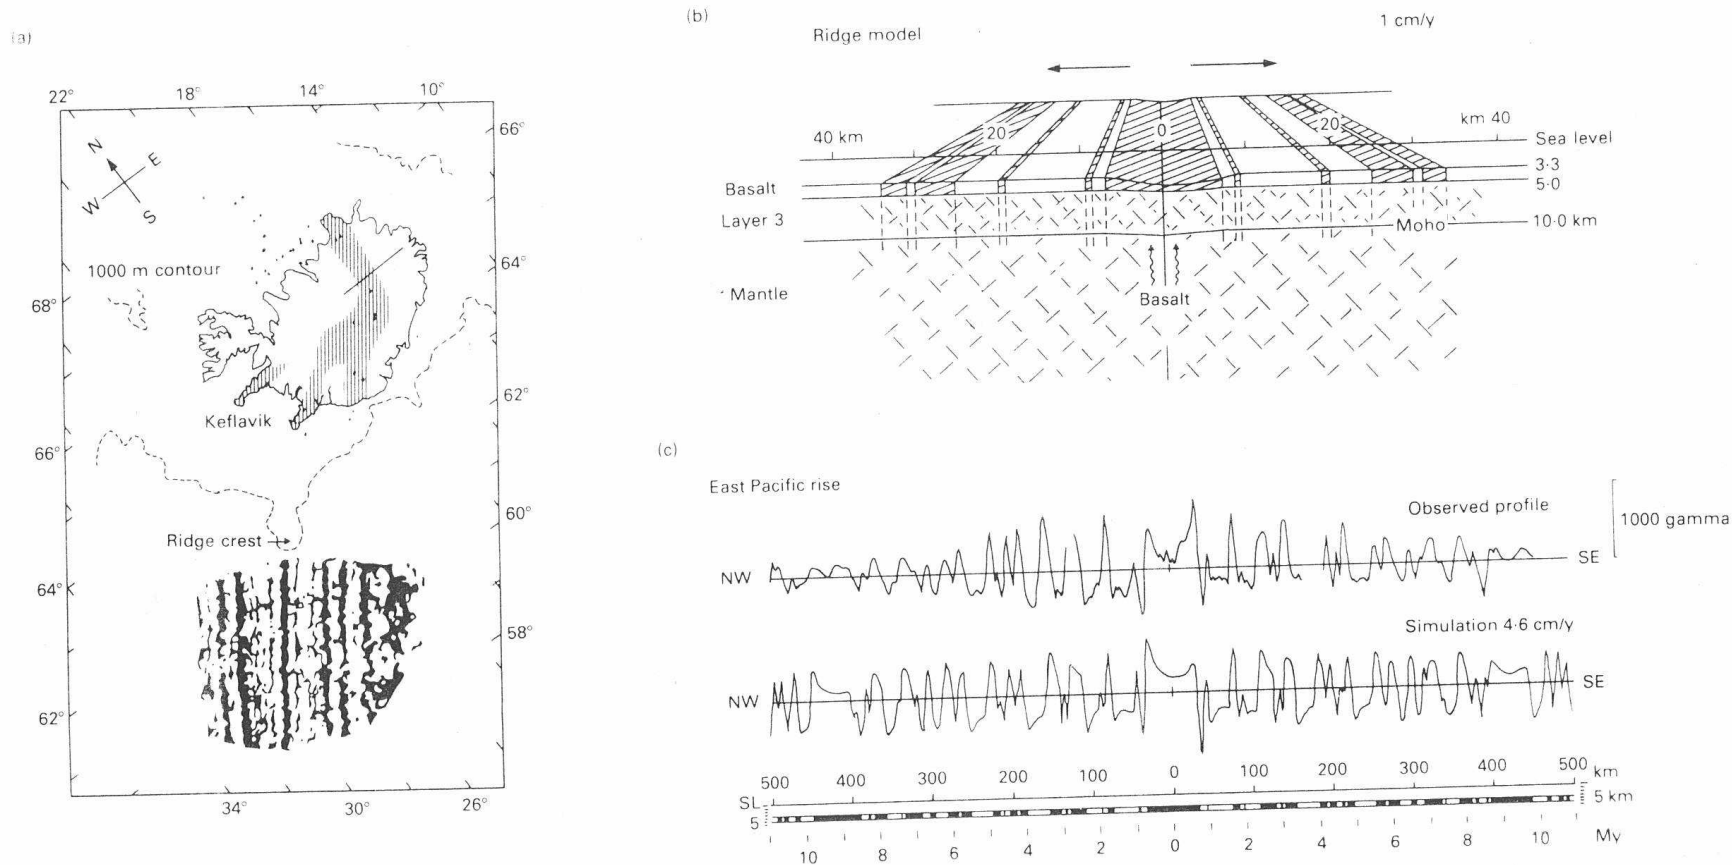 (a)
22° 18° 14° 10°
66°
N E
W S
1000 m contour
64°
68°
62°
Keflavik
66°
60°
Ridge crest
64°
58°
62°
34° 30° 26°
(b)
Ridge model
1 cm/y
40 km 20 0 20 km 40
Sea level
3·3
Basalt
5·0
Layer 3
Moho
10·0 km
Mantle
Basalt
(c)
East Pacific rise
Observed profile
1000 gamma
NW SE
Simulation 4·6 cm/y
NW SE
500 400 300 200 100 0 100 200 300 400 500 km
SL
5 km
5
10 8 6 4 2 0 2 4 6 8 10 My